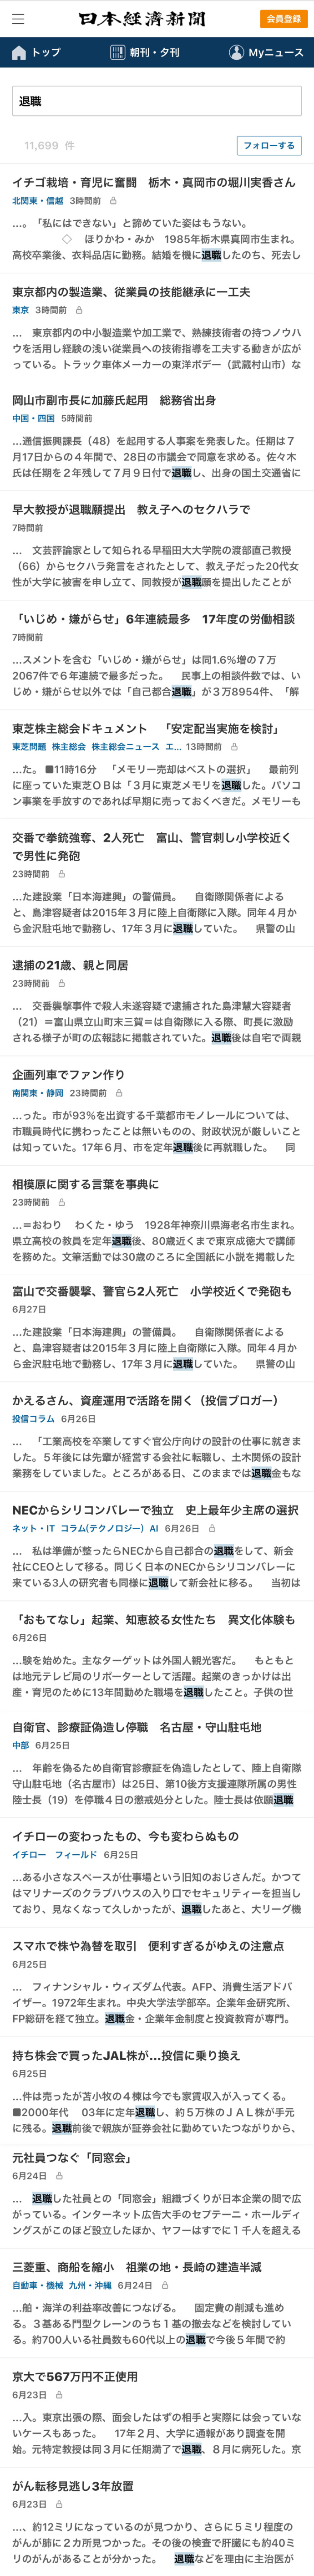 日本経済新聞
会員登録
トップ
朝刊・夕刊
Myニュース
退職
11,699 件
フォローする
イチゴ栽培・育児に奮闘　栃木・真岡市の堀川実香さん
北関東・信越 3時間前
…。「私にはできない」と諦めていた姿はもうない。
◇　ほりかわ・みか　1985年栃木県真岡市生まれ。
高校卒業後、衣料品店に勤務。結婚を機に退職したのち、死去し
東京都内の製造業、従業員の技能継承に一工夫
東京 3時間前
…　東京都内の中小製造業や加工業で、熟練技術者の持つノウハ
ウを活用し経験の浅い従業員への技術指導を工夫する動きが広が
っている。トラック車体メーカーの東洋ボデー（武蔵村山市）な
岡山市副市長に加藤氏起用　総務省出身
中国・四国 5時間前
…通信振興課長（48）を起用する人事案を発表した。任期は７
月17日からの４年間で、28日の市議会で同意を求める。佐々木
氏は任期を２年残して７月９日付で退職し、出身の国土交通省に
早大教授が退職願提出　教え子へのセクハラで
7時間前
…　文芸評論家として知られる早稲田大大学院の渡部直己教授
（66）からセクハラ発言をされたとして、教え子だった20代女
性が大学に被害を申し立て、同教授が退職願を提出したことが
「いじめ・嫌がらせ」6年連続最多　17年度の労働相談
7時間前
…スメントを含む「いじめ・嫌がらせ」は同1.6％増の７万
2067件で６年連続で最多だった。　民事上の相談件数では、い
じめ・嫌がらせ以外では「自己都合退職」が３万8954件、「解
東芝株主総会ドキュメント　「安定配当実施を検討」
東芝問題 株主総会 株主総会ニュース エ… 13時間前
…た。■11時16分　「メモリー売却はベストの選択」　最前列
に座っていた東芝ＯＢは「３月に東芝メモリを退職した。パソコ
ン事業を手放すのであれば早期に売っておくべきだ。メモリーも
交番で拳銃強奪、2人死亡　富山、警官刺し小学校近く
で男性に発砲
23時間前
…た建設業「日本海建興」の警備員。　自衛隊関係者による
と、島津容疑者は2015年３月に陸上自衛隊に入隊。同年４月か
ら金沢駐屯地で勤務し、17年３月に退職していた。　県警の山
逮捕の21歳、親と同居
23時間前
…　交番襲撃事件で殺人未遂容疑で逮捕された島津慧大容疑者
（21）＝富山県立山町末三賀＝は自衛隊に入る際、町長に激励
される様子が町の広報誌に掲載されていた。退職後は自宅で両親
企画列車でファン作り
南関東・静岡 23時間前
…った。市が93％を出資する千葉都市モノレールについては、
市職員時代に携わったことは無いものの、財政状況が厳しいこと
は知っていた。17年６月、市を定年退職後に再就職した。　同
相模原に関する言葉を事典に
23時間前
…＝おわり　わくた・ゆう　1928年神奈川県海老名市生まれ。
県立高校の教員を定年退職後、80歳近くまで東京成徳大で講師
を務めた。文筆活動では30歳のころに全国紙に小説を掲載した
富山で交番襲撃、警官ら2人死亡　小学校近くで発砲も
6月27日
…た建設業「日本海建興」の警備員。　自衛隊関係者による
と、島津容疑者は2015年３月に陸上自衛隊に入隊。同年４月か
ら金沢駐屯地で勤務し、17年３月に退職していた。　県警の山
かえるさん、資産運用で活路を開く（投信ブロガー）
投信コラム 6月26日
…　「工業高校を卒業してすぐ官公庁向けの設計の仕事に就きま
した。５年後には先輩が経営する会社に転職し、土木関係の設計
業務をしていました。ところがある日、このままでは退職金もな
NECからシリコンバレーで独立　史上最年少主席の選択
ネット・IT コラム(テクノロジー) AI 6月26日
…　私は準備が整ったらNECから自己都合の退職をして、新会
社にCEOとして移る。同じく日本のNECからシリコンバレーに
来ている3人の研究者も同様に退職して新会社に移る。　当初は
「おもてなし」起業、知恵絞る女性たち　異文化体験も
6月26日
…験を始めた。主なターゲットは外国人観光客だ。　もともと
は地元テレビ局のリポーターとして活躍。起業のきっかけは出
産・育児のために13年間勤めた職場を退職したこと。子供の世
自衛官、診療証偽造し停職　名古屋・守山駐屯地
中部 6月25日
…　年齢を偽るため自衛官診療証を偽造したとして、陸上自衛隊
守山駐屯地（名古屋市）は25日、第10後方支援連隊所属の男性
陸士長（19）を停職４日の懲戒処分とした。陸士長は依願退職
イチローの変わったもの、今も変わらぬもの
イチロー　フィールド 6月25日
…ある小さなスペースが仕事場という旧知のおじさんだ。かつて
はマリナーズのクラブハウスの入り口でセキュリティーを担当し
ており、見なくなって久しかったが、退職したあと、大リーグ機
スマホで株や為替を取引　便利すぎるがゆえの注意点
6月25日
…　フィナンシャル・ウィズダム代表。AFP、消費生活アドバ
イザー。1972年生まれ。中央大学法学部卒。企業年金研究所、
FP総研を経て独立。退職金・企業年金制度と投資教育が専門。
持ち株会で買ったJAL株が…投信に乗り換え
6月25日
…件は売ったが苫小牧の４棟は今でも家賃収入が入ってくる。
■2000年代　03年に定年退職し、約５万株のＪＡＬ株が手元
に残る。退職前後で親族が証券会社に勤めていたつながりから、
元社員つなぐ「同窓会」
6月24日
…　退職した社員との「同窓会」組織づくりが日本企業の間で広
がっている。インターネット広告大手のセプテーニ・ホールディ
ングスがこのほど設立したほか、ヤフーはすでに１千人を超える
三菱重、商船を縮小　祖業の地・長崎の建造半減
自動車・機械 九州・沖縄 6月24日
…舶・海洋の利益率改善につなげる。　固定費の削減も進め
る。３基ある門型クレーンのうち１基の撤去などを検討してい
る。約700人いる社員数も60代以上の退職で今後５年間で約
京大で567万円不正使用
6月23日
…入。東京出張の際、面会したはずの相手と実際には会っていな
いケースもあった。　17年２月、大学に通報があり調査を開
始。元特定教授は同３月に任期満了で退職、８月に病死した。京
がん転移見逃し3年放置
6月23日
…、約12ミリになっているのが見つかり、さらに５ミリ程度の
がんが肺に２カ所見つかった。その後の検査で肝臓にも約40ミ
リのがんがあることが分かった。　退職などを理由に主治医が